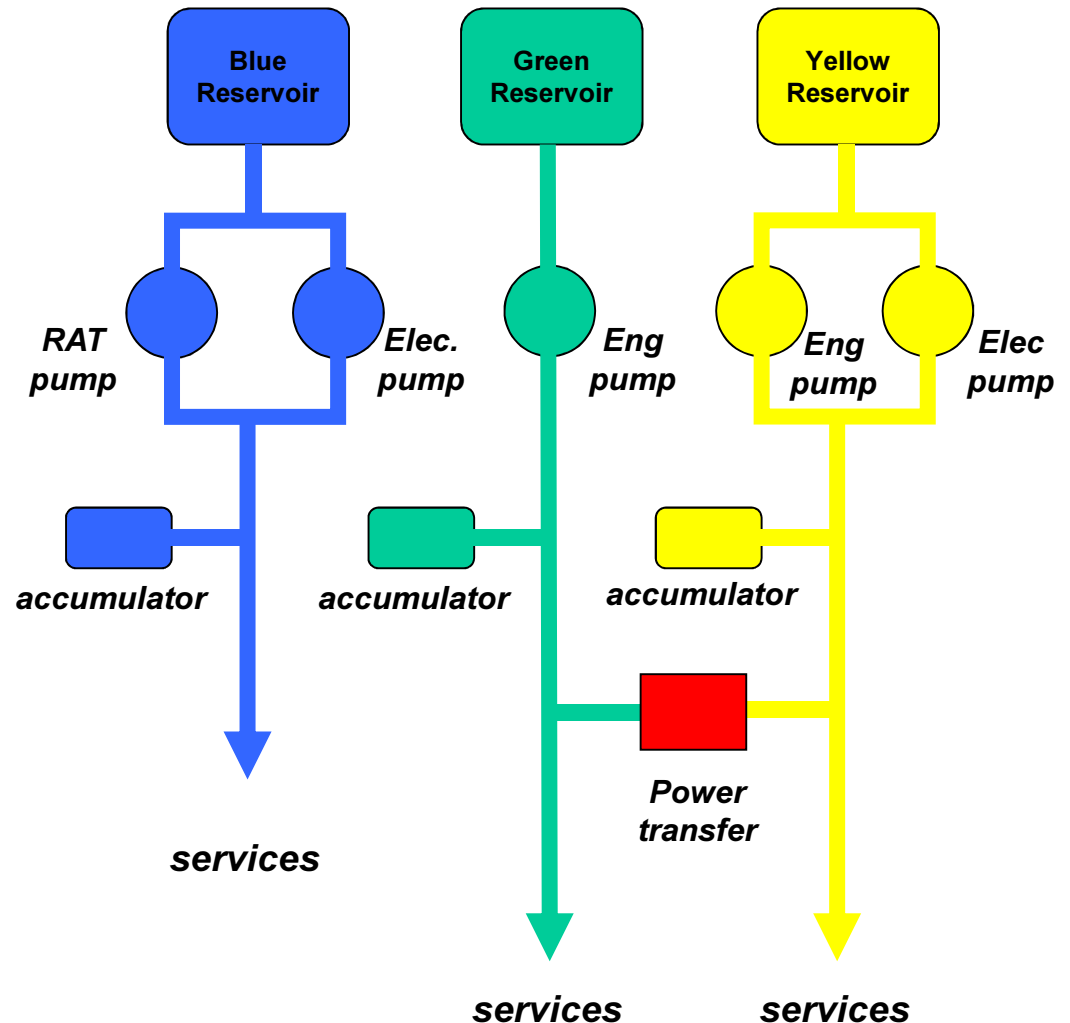 Blue
Reservoir
Green
Reservoir
Yellow
Reservoir
RAT
pump
Elec.
pump
Eng
pump
Eng
pump
Elec
pump
accumulator
accumulator
accumulator
Power
transfer
services
services
services